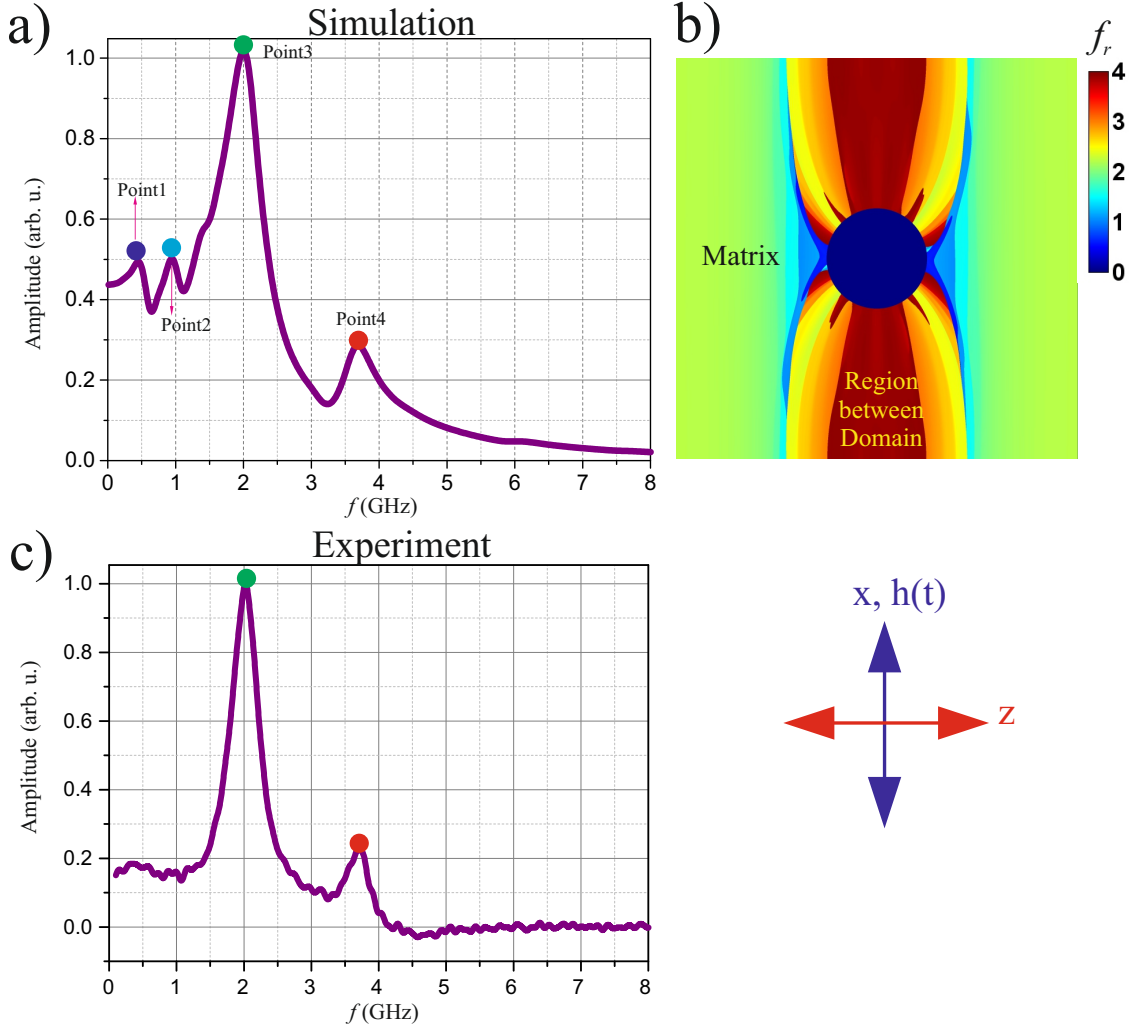 a)
Simulation
Amplitude (arb. u.)
1.0
0.8
0.6
0.4
0.2
0.0
Point1
Point2
Point3
Point4
0 1 2 3 4 5 6 7 8
f (GHz)
b)
f_r
4
3
2
1
0
Matrix
Region
between
Domain
c)
Experiment
Amplitude (arb. u.)
1.0
0.8
0.6
0.4
0.2
0.0
0 1 2 3 4 5 6 7 8
f (GHz)
x, h(t)
z